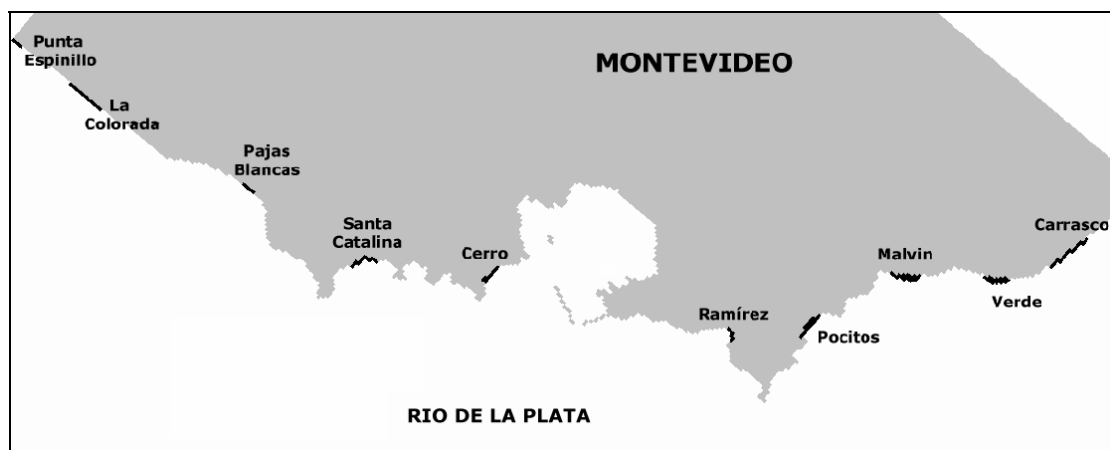 Punta
Espinillo
MONTEVIDEO
La
Colorada
Pajas
Blancas
Santa
Catalina
Cerro
Carrasco
Malvin
Verde
Ramírez
Pocitos
RIO DE LA PLATA